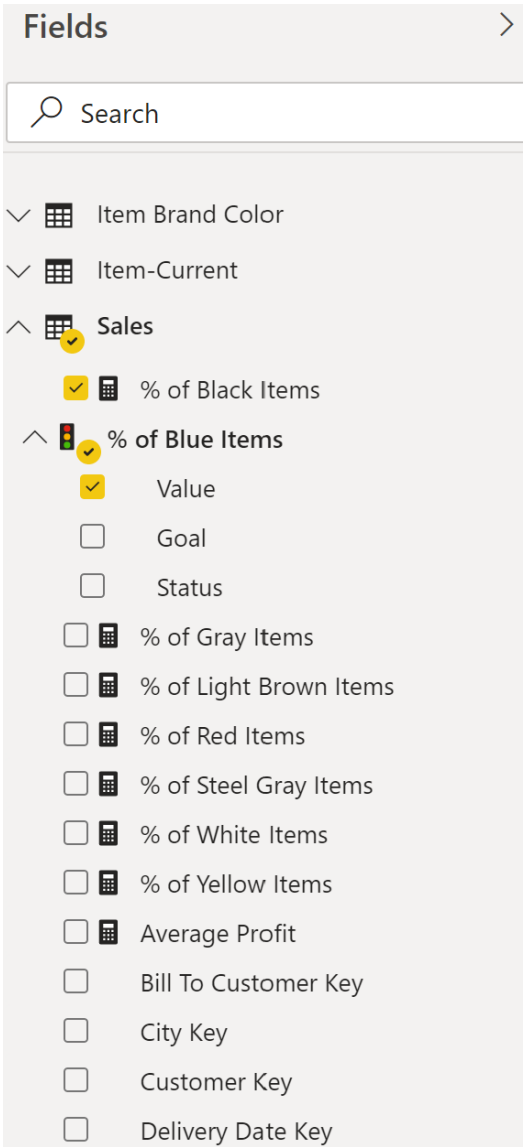 Fields
Search
Item Brand Color
Item-Current
Sales
% of Black Items
% of Blue Items
Value
Goal
Status
% of Gray Items
% of Light Brown Items
% of Red Items
% of Steel Gray Items
% of White Items
% of Yellow Items
Average Profit
Bill To Customer Key
City Key
Customer Key
Delivery Date Key